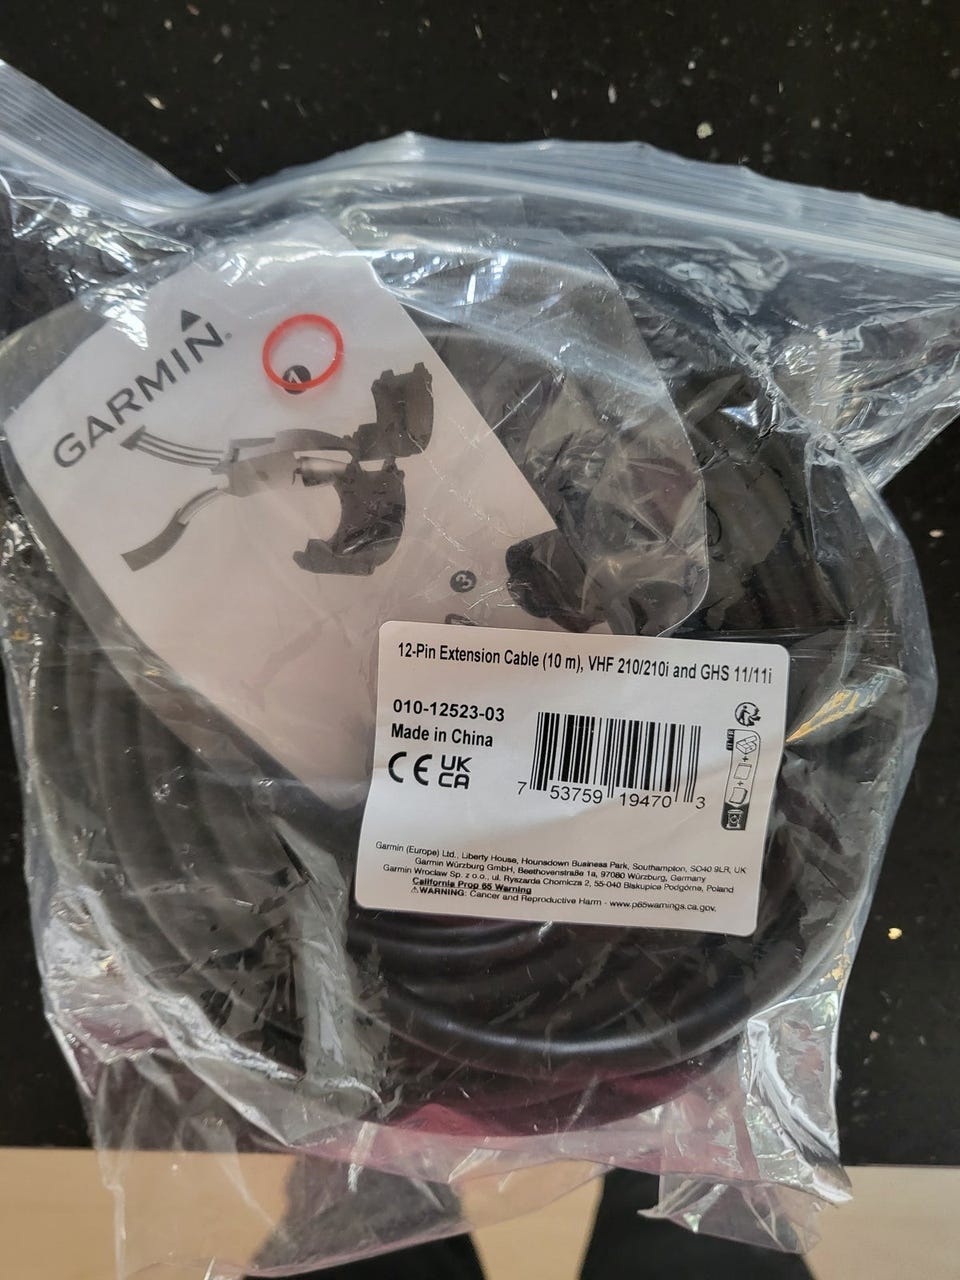 GARMIN
1
3
12-Pin Extension Cable (10 m), VHF 210/210i and GHS 11/11i
010-12523-03
Made in China
CE UK CA
7 53759 19470 3
Garmin (Europe) Ltd., Liberty House, Hounsdown Business Park, Southampton, SO40 9LR, UK
Garmin Würzburg GmbH, Beethovenstraße 1a, 97080 Würzburg, Germany
Garmin Wroclaw Sp. z o.o., ul. Ryszarda Chomicza 2, 55-040 Biskupice Podgórne, Poland
California Prop 65 Warning
⚠WARNING: Cancer and Reproductive Harm - www.p65warnings.ca.gov.